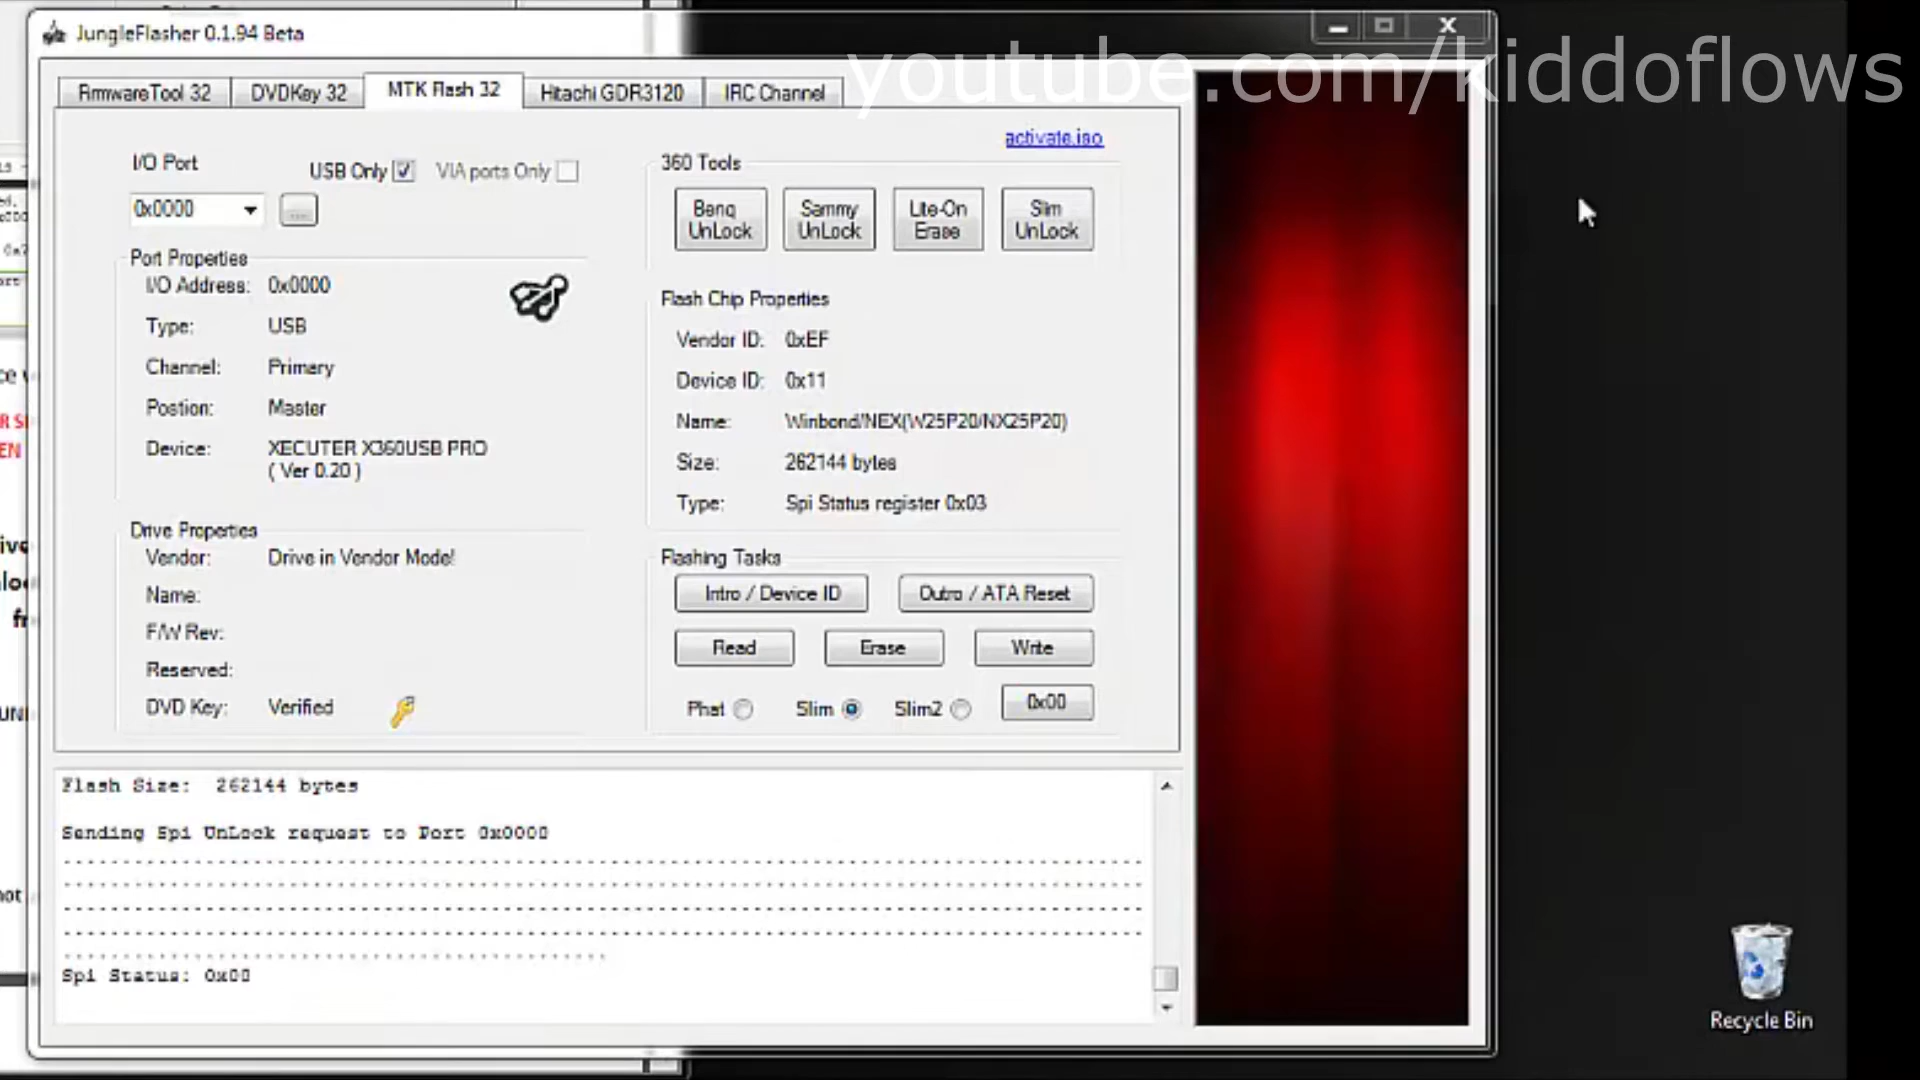 JungleFlasher 0.1.94 Beta
youtube.com/kiddoflows
FirmwareTool 32
DVDKey 32
MTK Flash 32
Hitachi GDR3120
IRC Channel
activate.iso
I/O Port
USB Only
VIA ports Only
0x0000
...
Port Properties
I/O Address: 0x0000
Type: USB
Channel: Primary
Postion: Master
Device: XECUTER X360USB PRO
( Ver 0.20 )
Drive Properties
Vendor: Drive in Vendor Mode!
Name:
F/W Rev:
Reserved:
DVD Key: Verified
360 Tools
Benq
UnLock
Sammy
UnLock
Lite-On
Erase
Slim
UnLock
Flash Chip Properties
Vendor ID: 0xEF
Device ID: 0x11
Name: Winbond/NEX(W25P20/NX25P20)
Size: 262144 bytes
Type: Spi Status register 0x03
Flashing Tasks
Intro / Device ID
Outro / ATA Reset
Read
Erase
Write
Phat
Slim
Slim2
0x00
Flash Size: 262144 bytes
Sending Spi UnLock request to Port 0x0000
Spi Status: 0x00
Recycle Bin